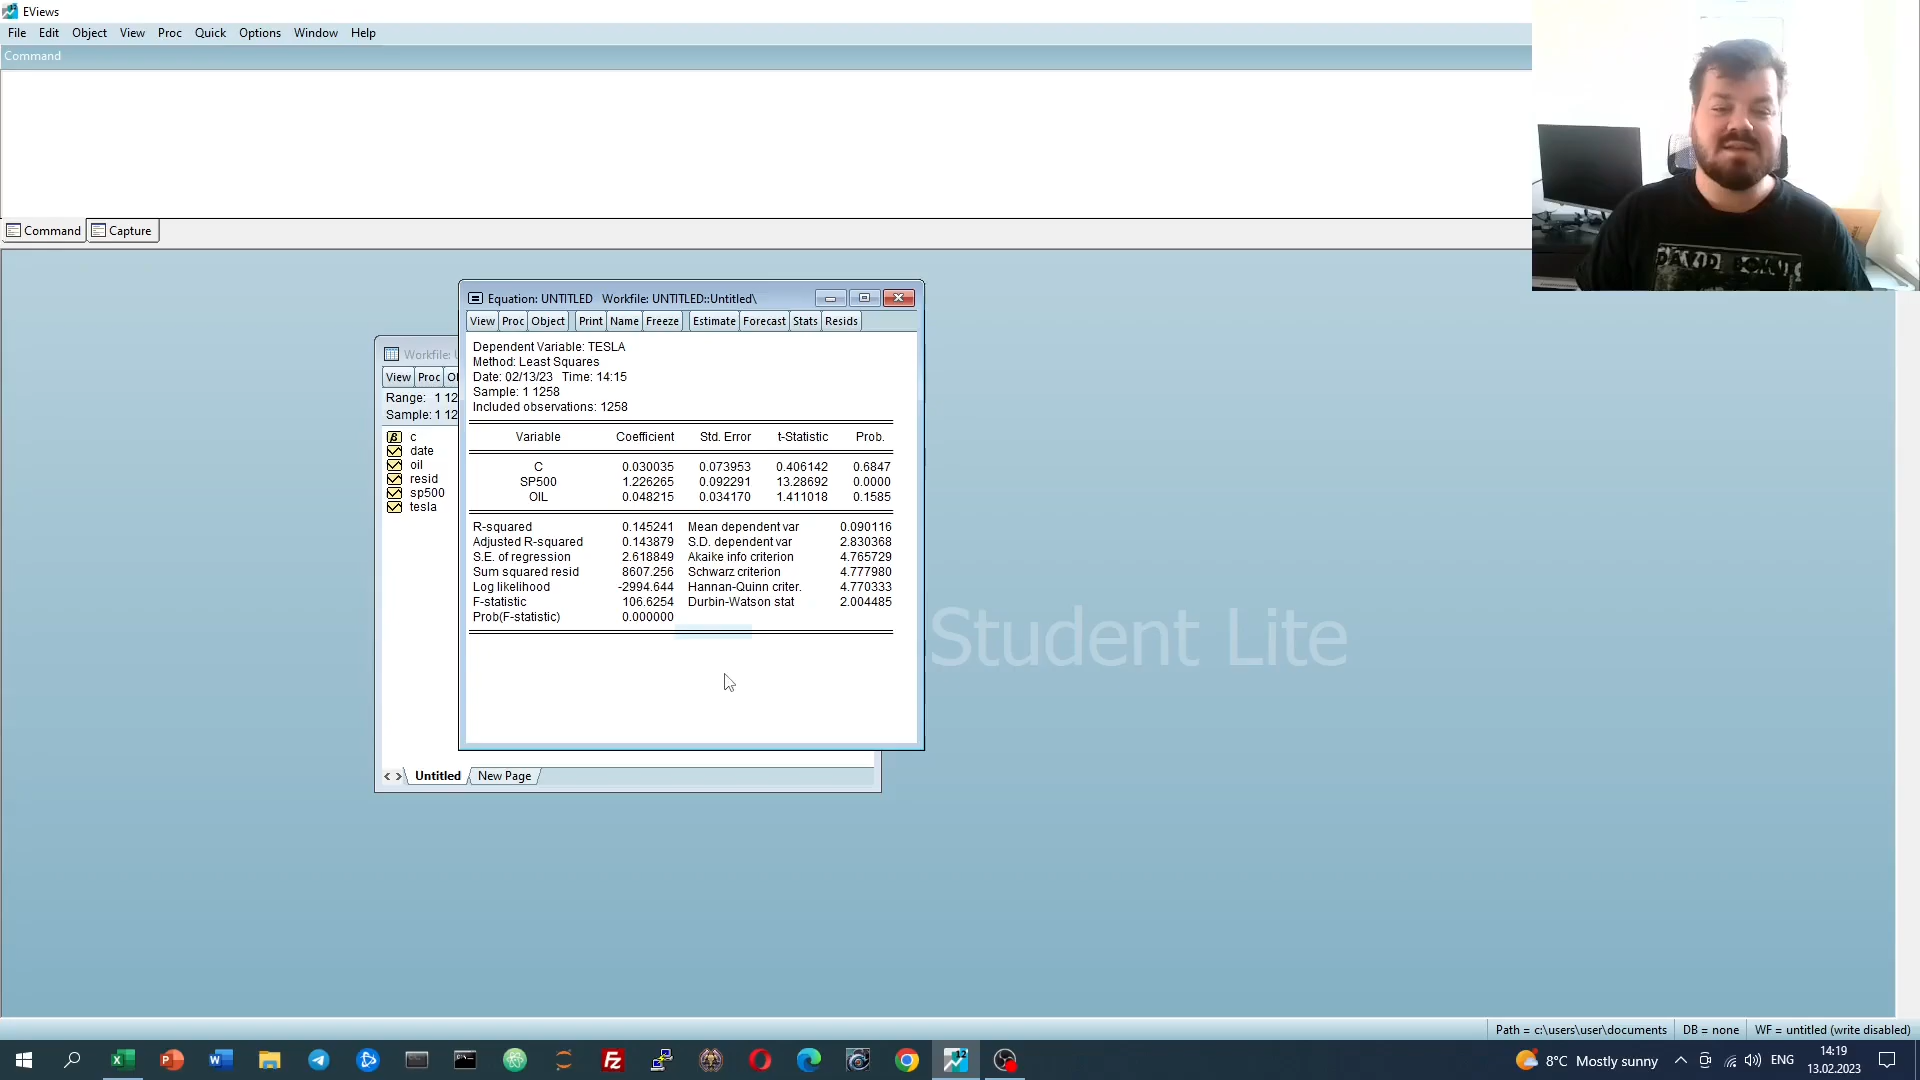 EViews
File Edit Object View Proc Quick Options Window Help
Command
Command Capture
Equation: UNTITLED Workfile: UNTITLED::Untitled\
View Proc Object Print Name Freeze Estimate Forecast Stats Resids
Dependent Variable: TESLA
Method: Least Squares
Date: 02/13/23 Time: 14:15
Sample: 1 1258
Included observations: 1258
Variable Coefficient Std. Error t-Statistic Prob.
C 0.030035 0.073953 0.406142 0.6847
SP500 1.226265 0.092291 13.28692 0.0000
OIL 0.048215 0.034170 1.411018 0.1585
R-squared 0.145241 Mean dependent var 0.090116
Adjusted R-squared 0.143879 S.D. dependent var 2.830368
S.E. of regression 2.618849 Akaike info criterion 4.765729
Sum squared resid 8607.256 Schwarz criterion 4.777980
Log likelihood -2994.644 Hannan-Quinn criter. 4.770333
F-statistic 106.6254 Durbin-Watson stat 2.004485
Prob(F-statistic) 0.000000
Workfile:
View Proc
Range: 1 12
Sample: 1 12
c
date
oil
resid
sp500
tesla
Untitled New Page
Student Lite
DAVID BOWIE
Path = c:\users\user\documents DB = none WF = untitled (write disabled)
8°C Mostly sunny ENG 14:19
13.02.2023